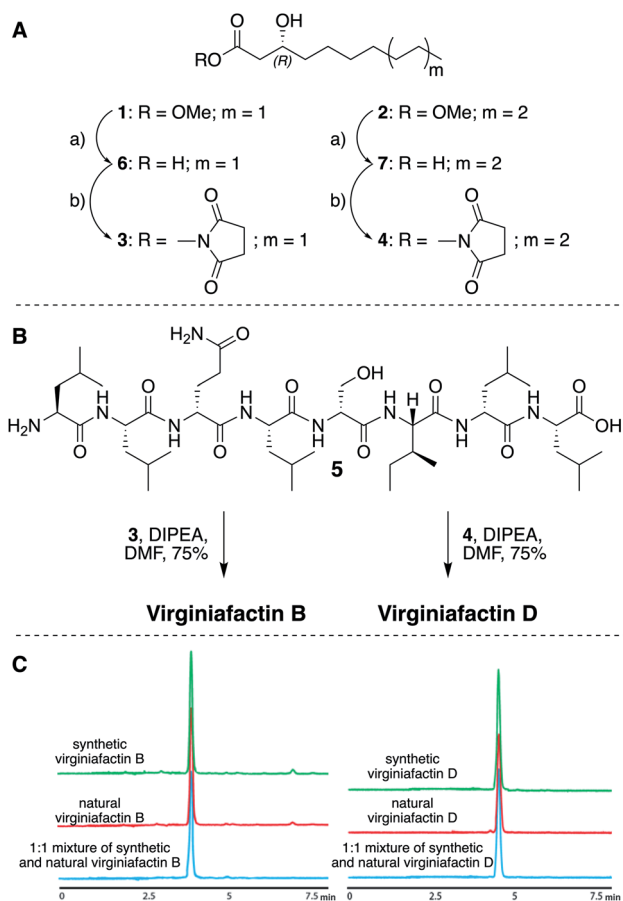 A
O
OH
RO
(R)
m
1: R = OMe; m = 1
2: R = OMe; m = 2
a)
a)
6: R = H; m = 1
7: R = H; m = 2
b)
b)
O
O
3: R = N ; m = 1
4: R = N ; m = 2
O
O
B
H2N
O
OH
O
H
N
O
N
H
O
H
N
O
N
H
O
H
N
H
O
N
H
O
H
N
O
OH
H2N
O
5
3, DIPEA,
DMF, 75%
4, DIPEA,
DMF, 75%
Virginiafactin B
Virginiafactin D
C
synthetic
virginiafactin B
natural
virginiafactin B
1:1 mixture of synthetic
and natural virginiafactin B
0
2.5
5
7.5 min
synthetic
virginiafactin D
natural
virginiafactin D
1:1 mixture of synthetic
and natural virginiafactin D
0
2.5
5
7.5 min